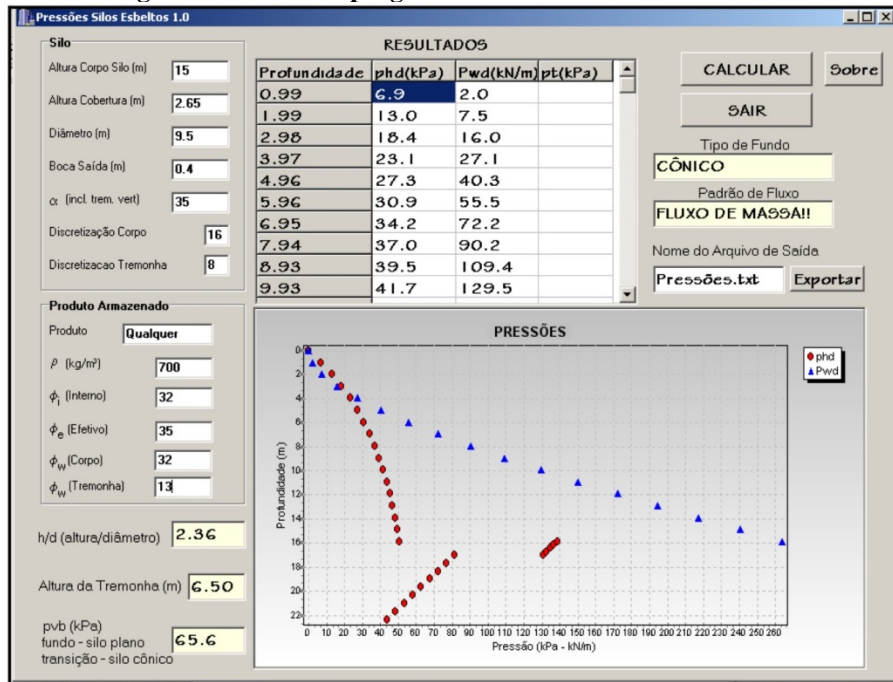 Pressões Silos Esbeltos 1.0
Silo
Altura Corpo Silo (m) 15
Altura Cobertura (m) 2.65
Diâmetro (m) 9.5
Boca Saída (m) 0.4
α (incl. trem. vert) 35
Discretização Corpo 16
Discretizacao Tremonha 8
Produto Armazenado
Produto Qualquer
ρ (kg/m³) 700
ϕi (Interno) 32
ϕe (Efetivo) 35
ϕw (Corpo) 32
ϕw (Tremonha) 13
h/d (altura/diâmetro) 2.36
Altura da Tremonha (m) 6.50
pvb (kPa)
fundo - silo plano
transição - silo cônico
65.6
RESULTADOS
Profundidade phd(kPa) Pwd(kN/m) pt(kPa)
0.99 6.9 2.0
1.99 13.0 7.5
2.98 18.4 16.0
3.97 23.1 27.1
4.96 27.3 40.3
5.96 30.9 55.5
6.95 34.2 72.2
7.94 37.0 90.2
8.93 39.5 109.4
9.93 41.7 129.5
CALCULAR Sobre
SAIR
Tipo de Fundo
CÔNICO
Padrão de Fluxo
FLUXO DE MASSA!!
Nome do Arquivo de Saída
Pressões.txt Exportar
PRESSÕES
phd
Pwd
Profundidade (m)
0
2
4
6
8
10
12
14
16
18
20
22
0 10 20 30 40 50 60 70 80 90 100 110 120 130 140 150 160 170 180 190 200 210 220 230 240 250 260
Pressão (kPa - kN/m)